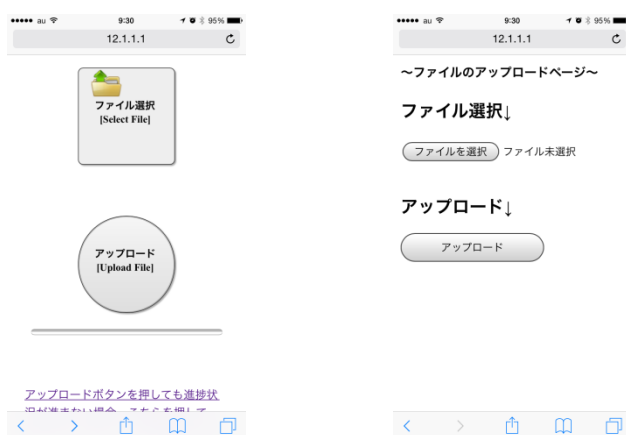 au 9:30 95%
12.1.1.1
ファイル選択
[Select File]
アップロード
[Upload File]
アップロードボタンを押しても進捗状
au 9:30 95%
12.1.1.1
～ファイルのアップロードページ～
ファイル選択↓
ファイルを選択 ファイル未選択
アップロード↓
アップロード